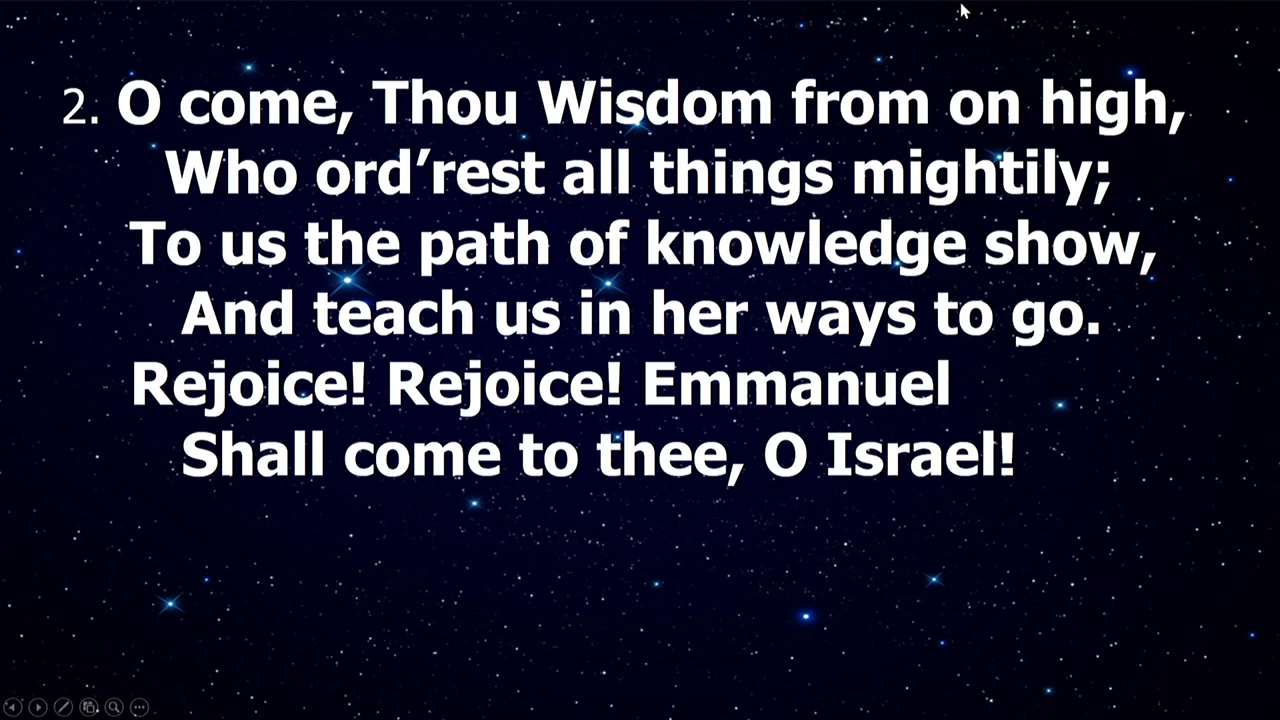 2. O come, Thou Wisdom from on high,
Who ord’rest all things mightily;
To us the path of knowledge show,
And teach us in her ways to go.
Rejoice! Rejoice! Emmanuel
Shall come to thee, O Israel!